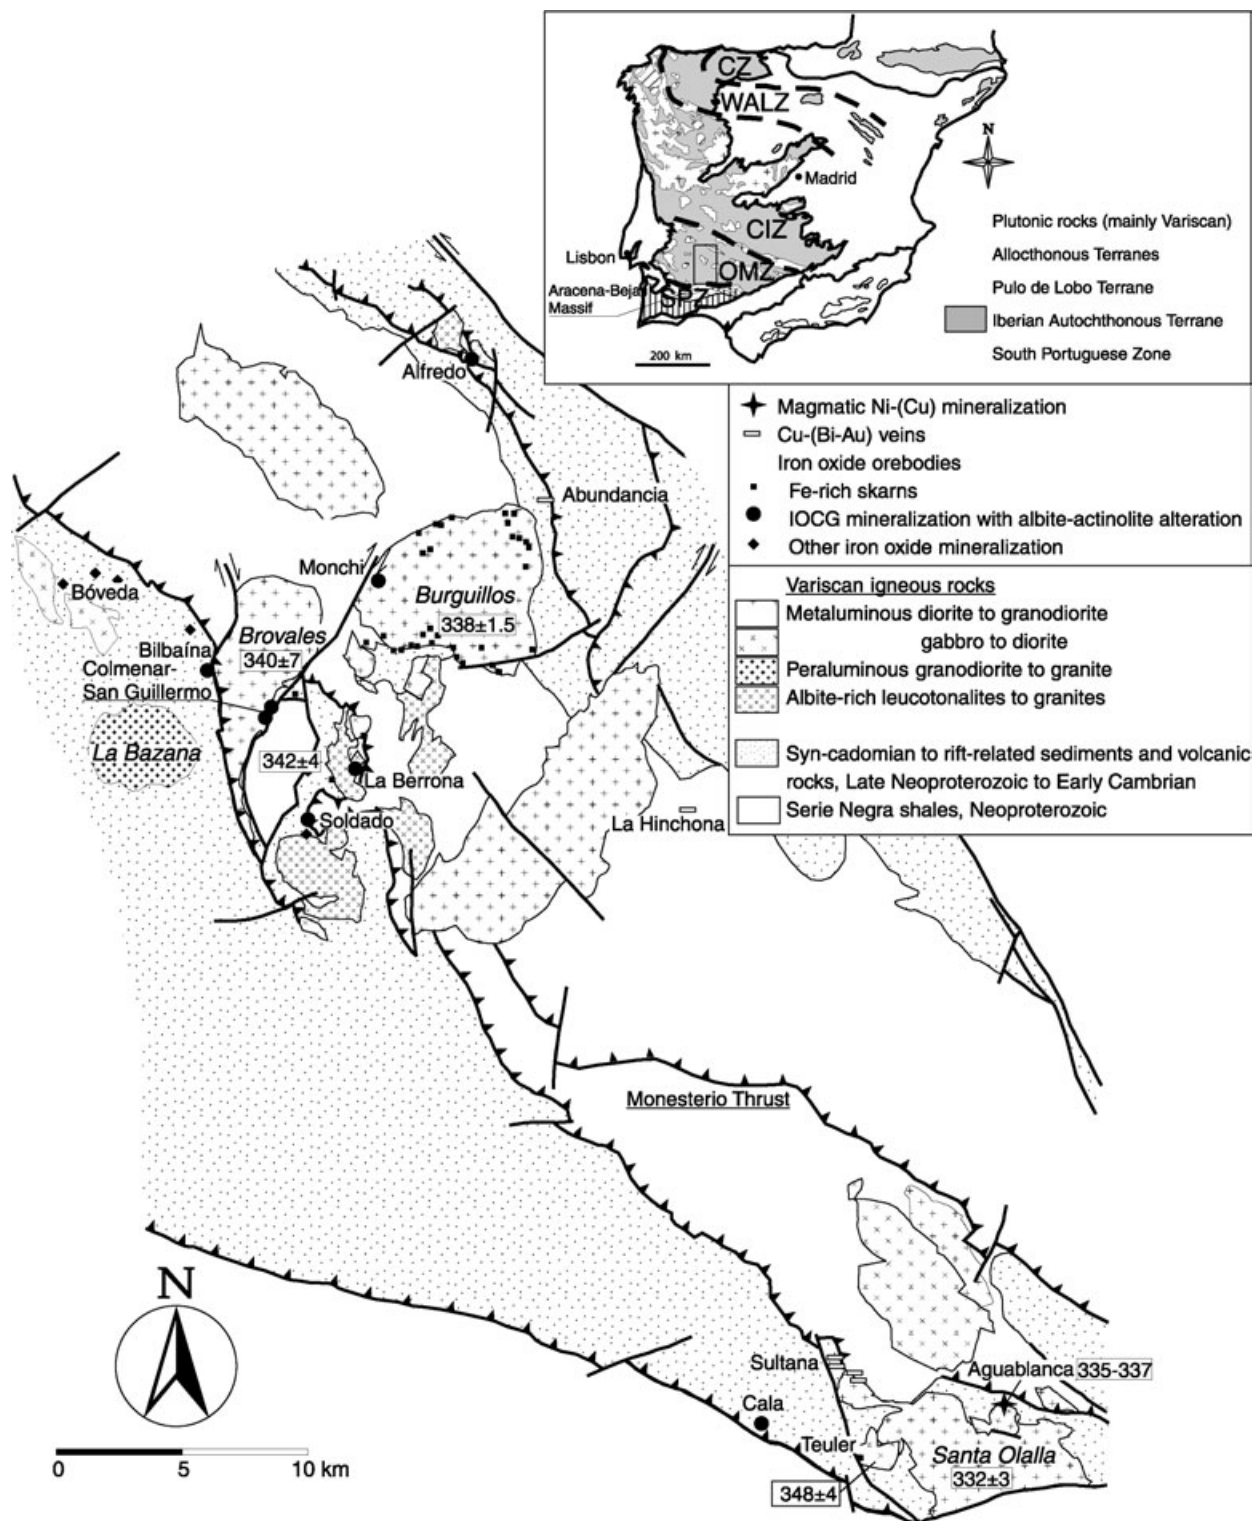 CZ
WALZ
N
Madrid
CIZ
Lisbon
OMZ
Aracena-Beja
Massif
SPZ
200 km
Plutonic rocks (mainly Variscan)
Allocthonous Terranes
Pulo de Lobo Terrane
Iberian Autochthonous Terrane
South Portuguese Zone
Magmatic Ni-(Cu) mineralization
Cu-(Bi-Au) veins
Iron oxide orebodies
Fe-rich skarns
IOCG mineralization with albite-actinolite alteration
Other iron oxide mineralization
Variscan igneous rocks
Metaluminous diorite to granodiorite
gabbro to diorite
Peraluminous granodiorite to granite
Albite-rich leucotonalites to granites
Syn-cadomian to rift-related sediments and volcanic
rocks, Late Neoproterozoic to Early Cambrian
Serie Negra shales, Neoproterozoic
Alfredo
Abundancia
Monchi
Bóveda
Burguillos
338±1.5
Brovales
340±7
Bilbaína
Colmenar-
San Guillermo
La Bazana
342±4
La Berrona
Soldado
La Hinchona
Monesterio Thrust
N
0 5 10 km
Sultana
Aguablanca 335-337
Cala
Teuler
Santa Olalla
332±3
348±4